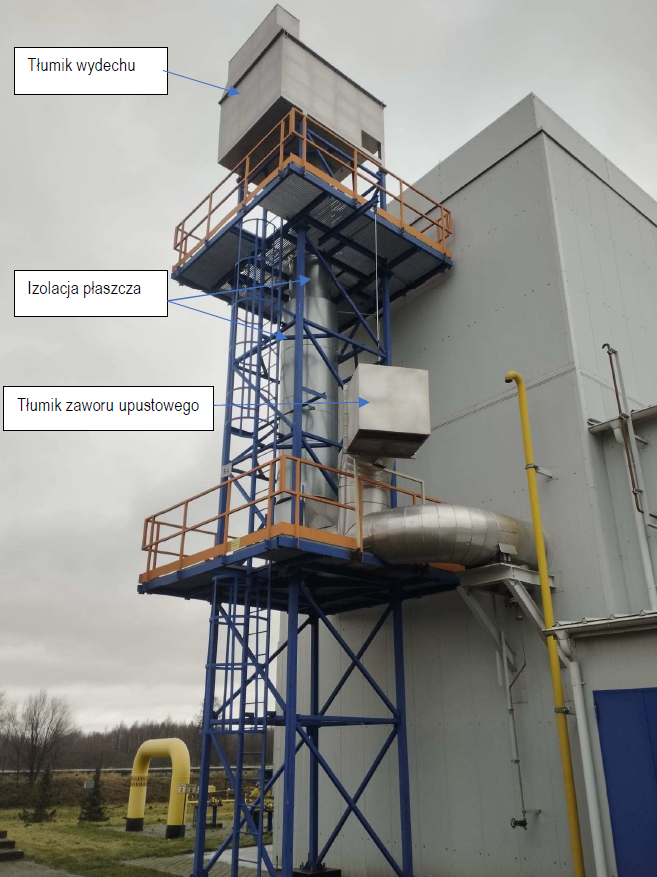 Tłumik wydechu
Izolacja płaszcza
Tłumik zaworu upustowego